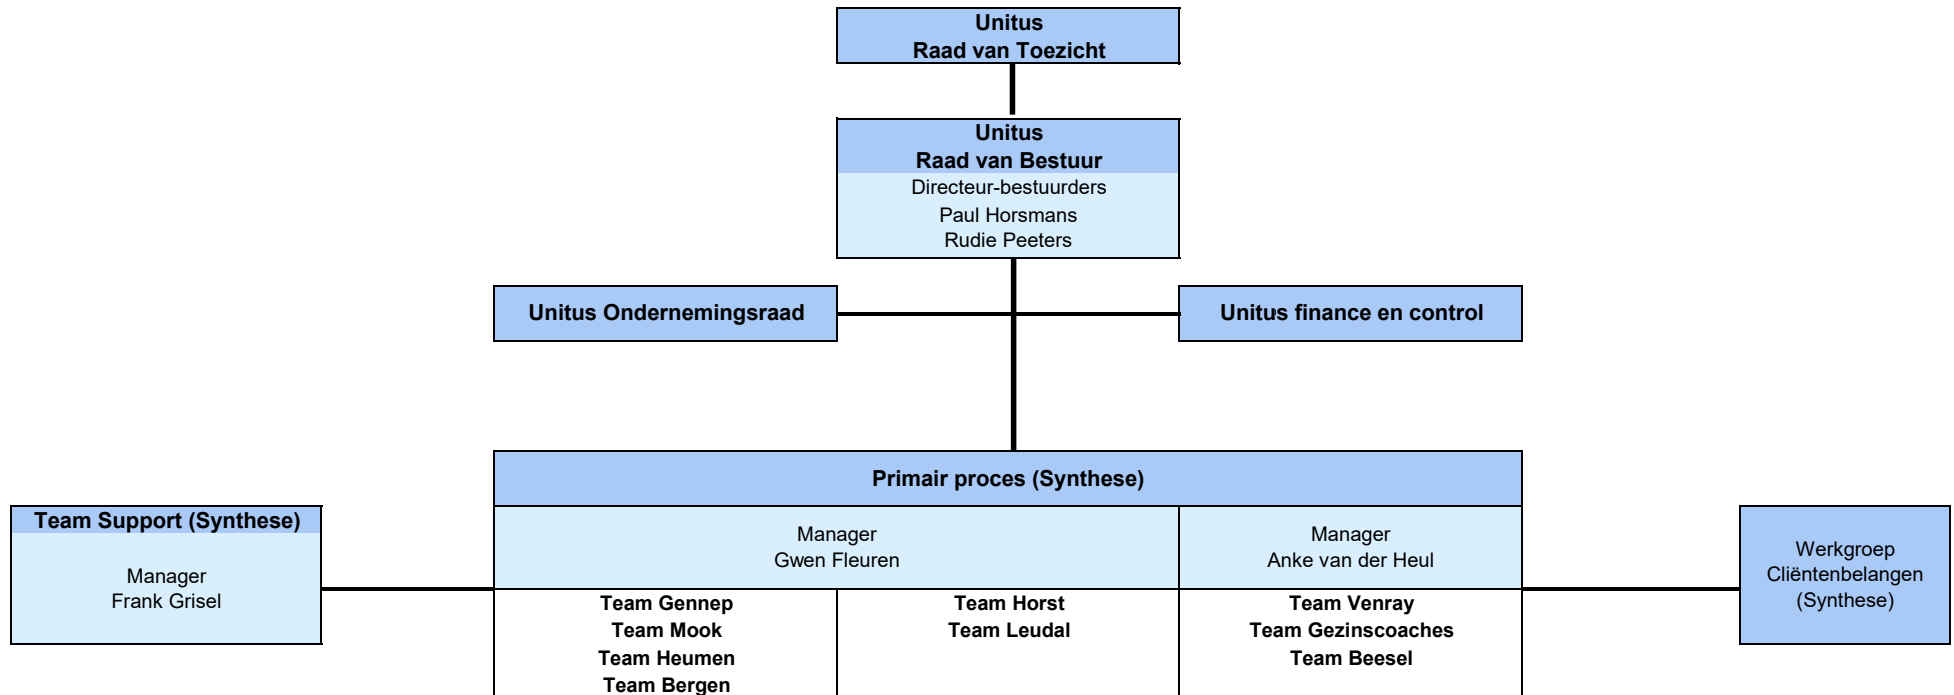 Unitus
Raad van Toezicht
Unitus
Raad van Bestuur
Directeur-bestuurders
Paul Horsmans
Rudie Peeters
Unitus Ondernemingsraad
Unitus finance en control
Primair proces (Synthese)
Team Support (Synthese)
Manager
Frank Grisel
Manager
Gwen Fleuren
Manager
Anke van der Heul
Werkgroep
Cliëntenbelangen
(Synthese)
Team Gennep
Team Mook
Team Heumen
Team Bergen
Team Horst
Team Leudal
Team Venray
Team Gezinscoaches
Team Beesel